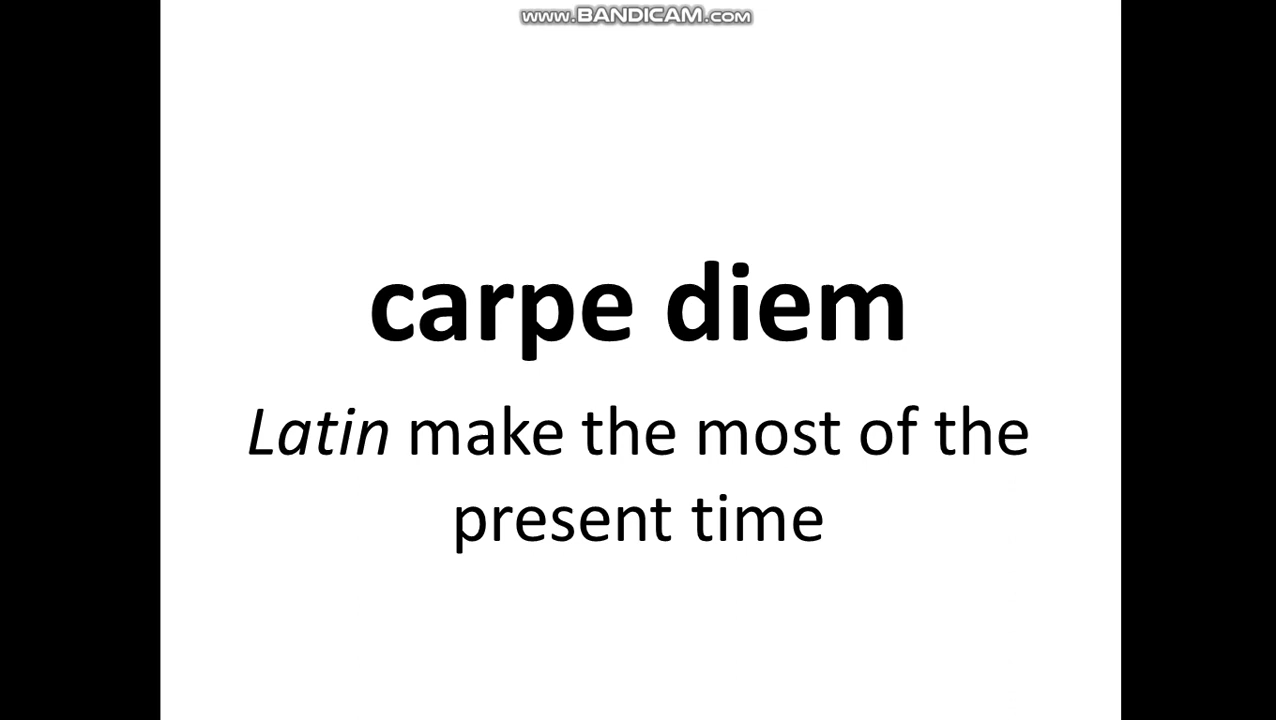 www.BANDICAM.com
carpe diem
Latin make the most of the
present time